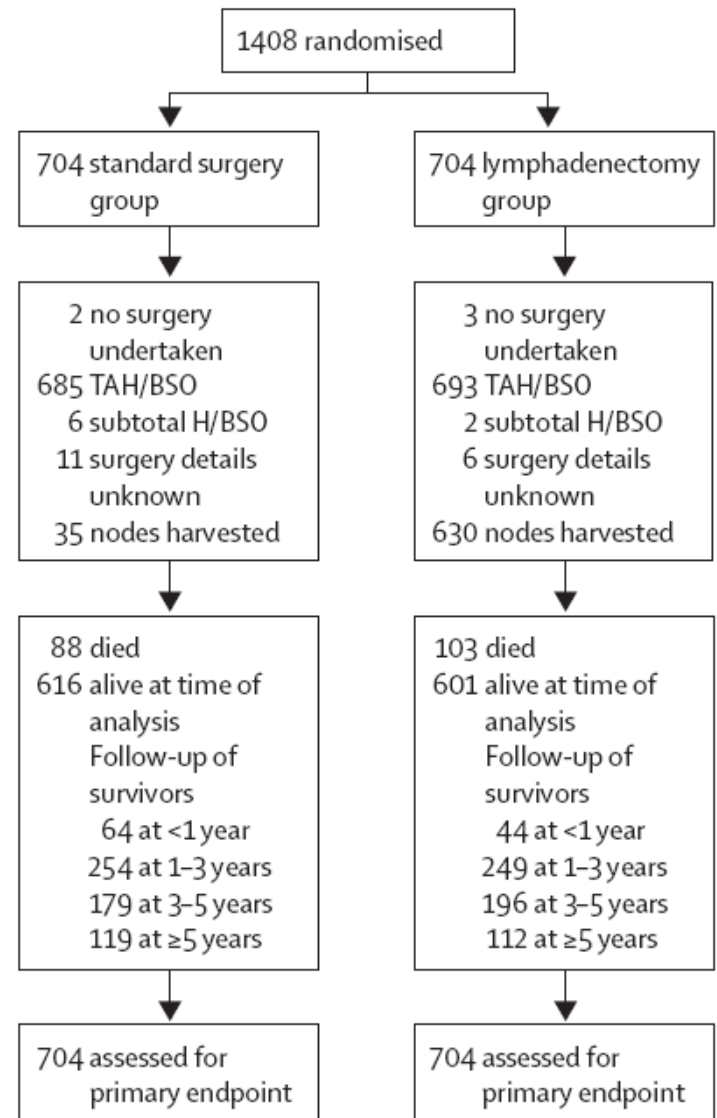 1408 randomised
704 standard surgery
group
704 lymphadenectomy
group
2 no surgery
undertaken
685 TAH/BSO
6 subtotal H/BSO
11 surgery details
unknown
35 nodes harvested
3 no surgery
undertaken
693 TAH/BSO
2 subtotal H/BSO
6 surgery details
unknown
630 nodes harvested
88 died
616 alive at time of
analysis
Follow-up of
survivors
64 at <1 year
254 at 1–3 years
179 at 3–5 years
119 at ≥5 years
103 died
601 alive at time of
analysis
Follow-up of
survivors
44 at <1 year
249 at 1–3 years
196 at 3–5 years
112 at ≥5 years
704 assessed for
primary endpoint
704 assessed for
primary endpoint